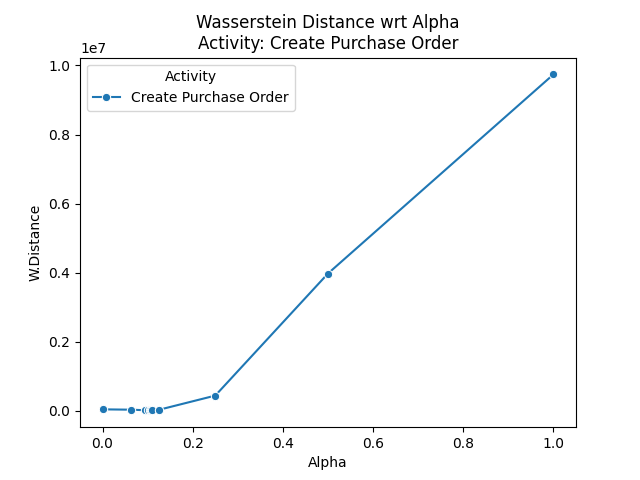 Wasserstein Distance wrt Alpha
Activity: Create Purchase Order
1e7
1.0
0.8
0.6
0.4
0.2
0.0
W.Distance
Activity
Create Purchase Order
0.0 0.2 0.4 0.6 0.8 1.0
Alpha